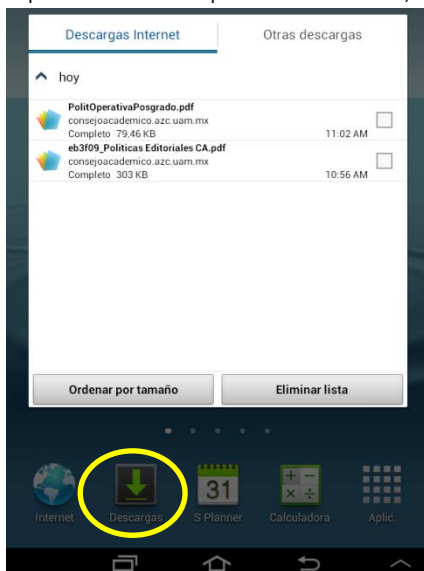 Descargas Internet
Otras descargas
hoy
PolitOperativaPosgrado.pdf
consejoacademico.azc.uam.mx
Completo 79,46 KB
11:02 AM
eb3f09_Politicas Editoriales CA.pdf
consejoacademico.azc.uam.mx
Completo 303 KB
10:56 AM
Ordenar por tamaño
Eliminar lista
31
Internet
Descargas
S Planner
Calculadora
Aplic.